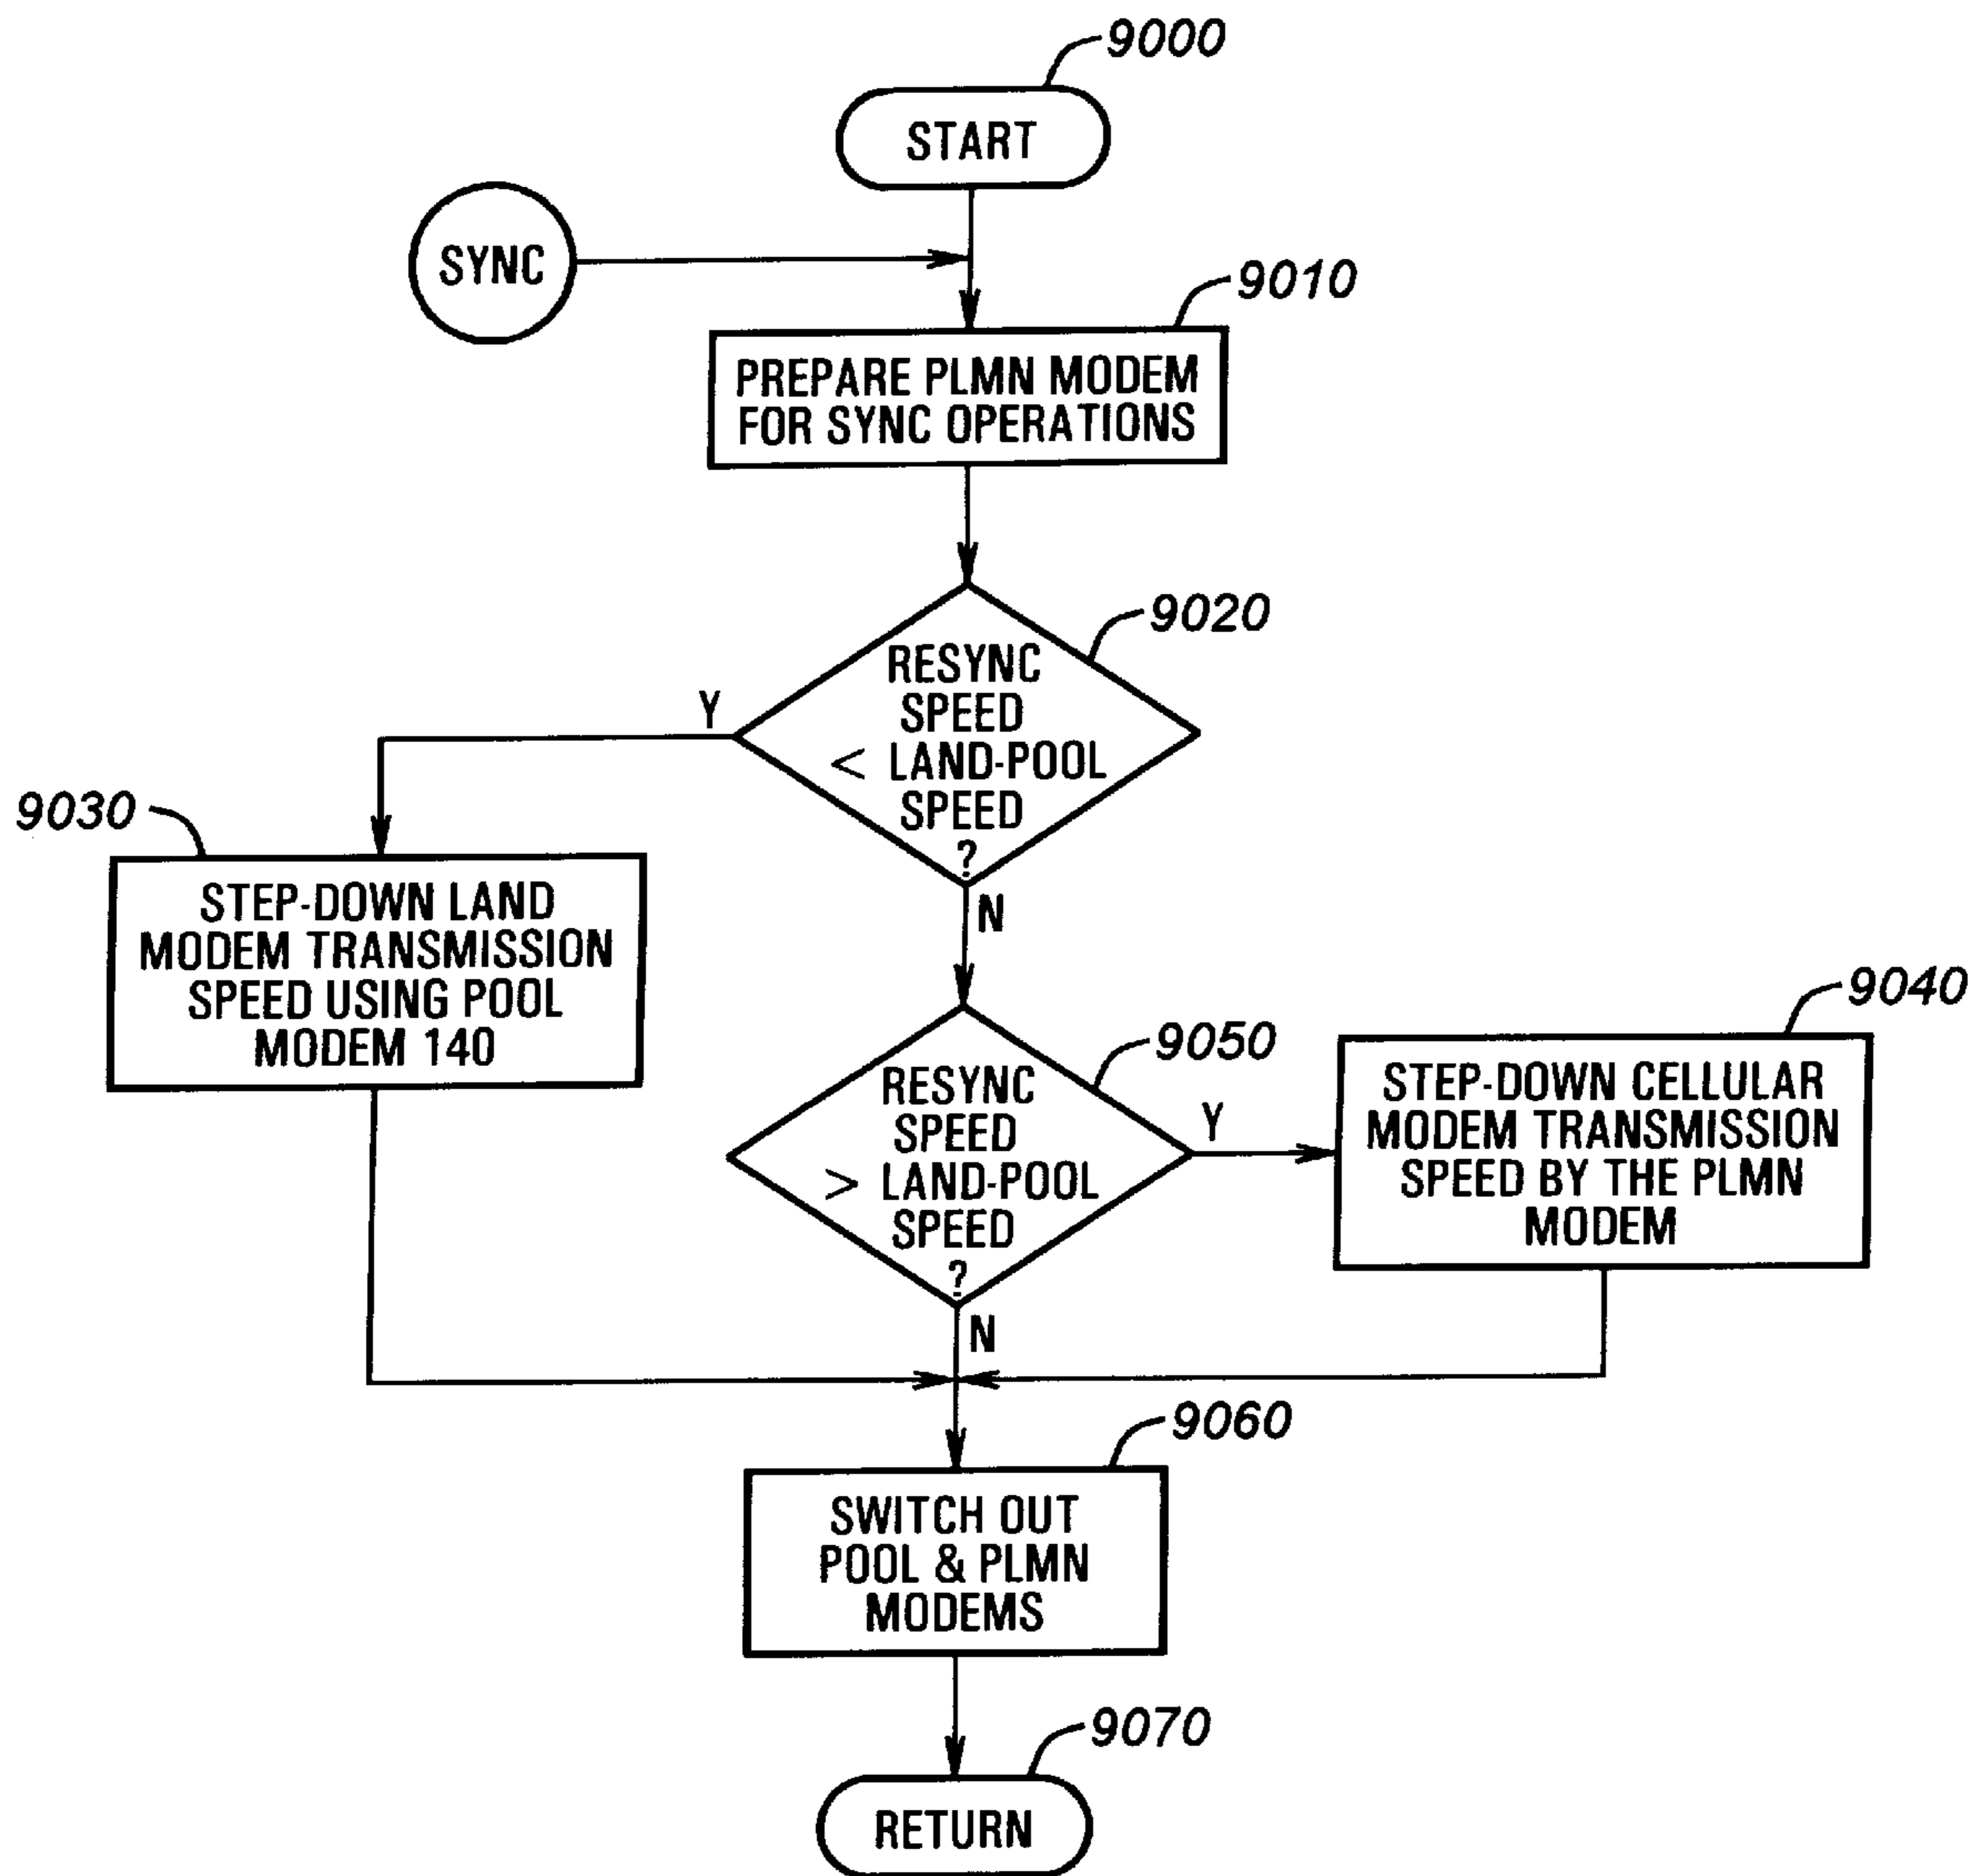 9000
START
SYNC
9010
PREPARE PLMN MODEM
FOR SYNC OPERATIONS
9020
RESYNC
SPEED
< LAND-POOL
SPEED
?
Y
N
9030
STEP-DOWN LAND
MODEM TRANSMISSION
SPEED USING POOL
MODEM 140
9050
RESYNC
SPEED
> LAND-POOL
SPEED
?
Y
N
9040
STEP-DOWN CELLULAR
MODEM TRANSMISSION
SPEED BY THE PLMN
MODEM
9060
SWITCH OUT
POOL & PLMN
MODEMS
9070
RETURN